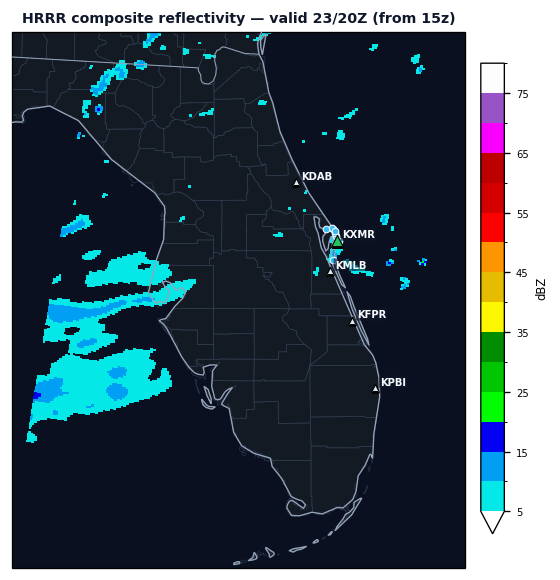 HRRR composite reflectivity — valid 23/20Z (from 15z)
KDAB
KXMR
KMLB
KFPR
KPBI
75
65
55
45
35
25
15
5
dBZ